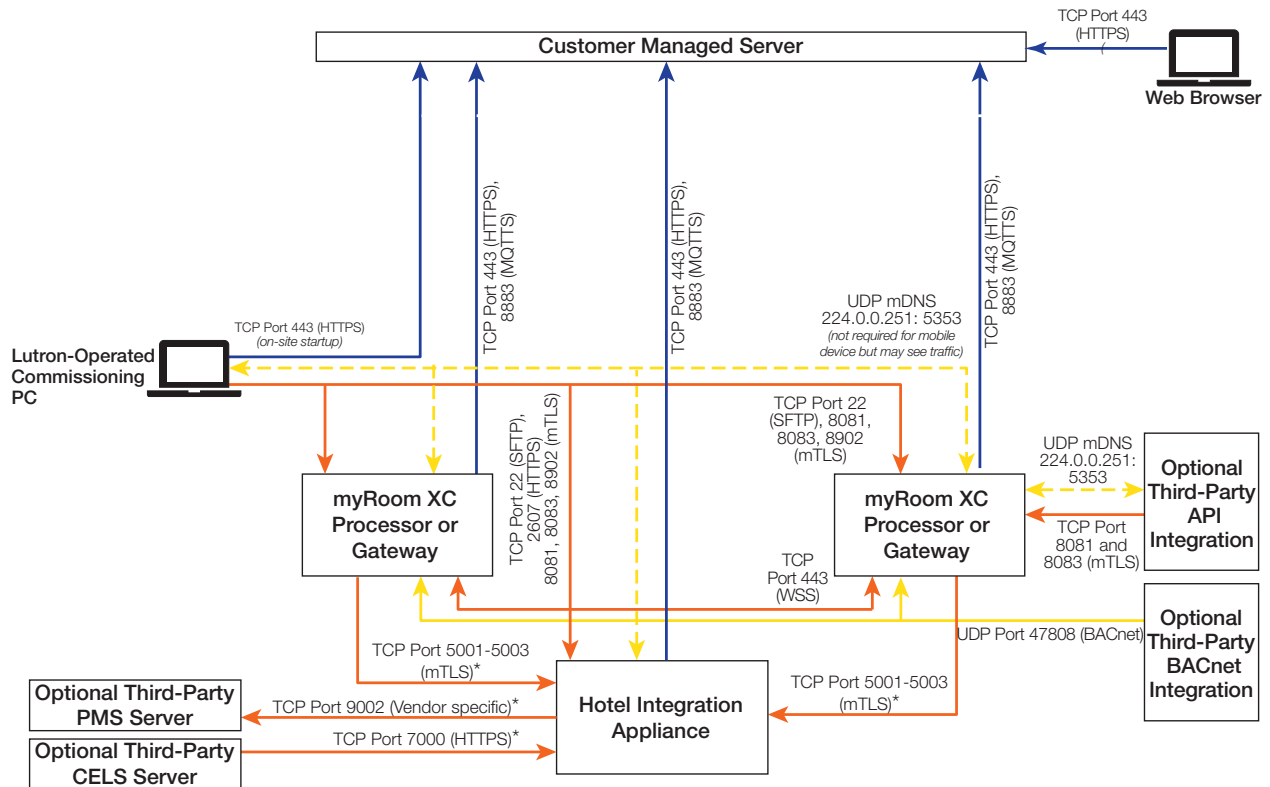 TCP Port 443
(HTTPS)
(
Customer Managed Server
Web Browser
TCP Port 443 (HTTPS),
8883 (MQTTS)
TCP Port 443 (HTTPS),
8883 (MQTTS)
TCP Port 443 (HTTPS),
8883 (MQTTS)
UDP mDNS
224.0.0.251: 5353
(not required for mobile
device but may see traffic)
TCP Port 443 (HTTPS)
(on-site startup)
Lutron-Operated
Commissioning
PC
TCP Port 22 (SFTP),
2607 (HTTPS)
8081, 8083, 8902 (mTLS)
TCP Port 22
(SFTP), 8081,
8083, 8902
(mTLS)
UDP mDNS
224.0.0.251:
5353
Optional
Third-Party
API
Integration
myRoom XC
Processor or
Gateway
myRoom XC
Processor or
Gateway
TCP Port
8081 and
8083 (mTLS)
TCP
Port 443
(WSS)
UDP Port 47808 (BACnet)
Optional
Third-Party
BACnet
Integration
TCP Port 5001-5003
(mTLS)*
TCP Port 5001-5003
(mTLS)*
Hotel Integration
Appliance
Optional Third-Party
PMS Server
TCP Port 9002 (Vendor specific)*
Optional Third-Party
CELS Server
TCP Port 7000 (HTTPS)*